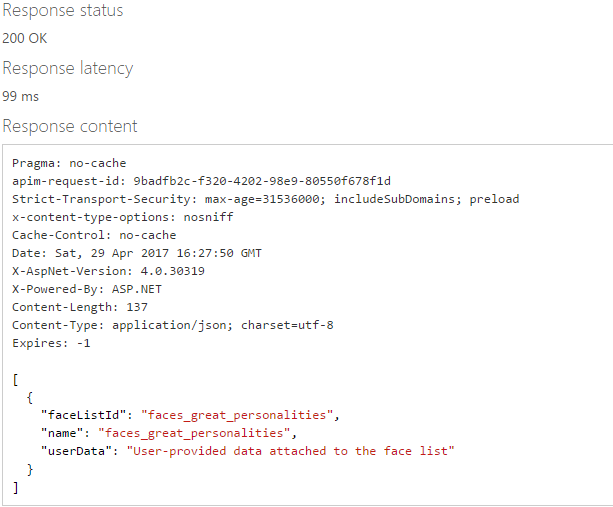 Response status
200 OK
Response latency
99 ms
Response content
Pragma: no-cache
apim-request-id: 9badfb2c-f320-4202-98e9-80550f678f1d
Strict-Transport-Security: max-age=31536000; includeSubDomains; preload
x-content-type-options: nosniff
Cache-Control: no-cache
Date: Sat, 29 Apr 2017 16:27:50 GMT
X-AspNet-Version: 4.0.30319
X-Powered-By: ASP.NET
Content-Length: 137
Content-Type: application/json; charset=utf-8
Expires: -1
[
{
"faceListId": "faces_great_personalities",
"name": "faces_great_personalities",
"userData": "User-provided data attached to the face list"
}
]